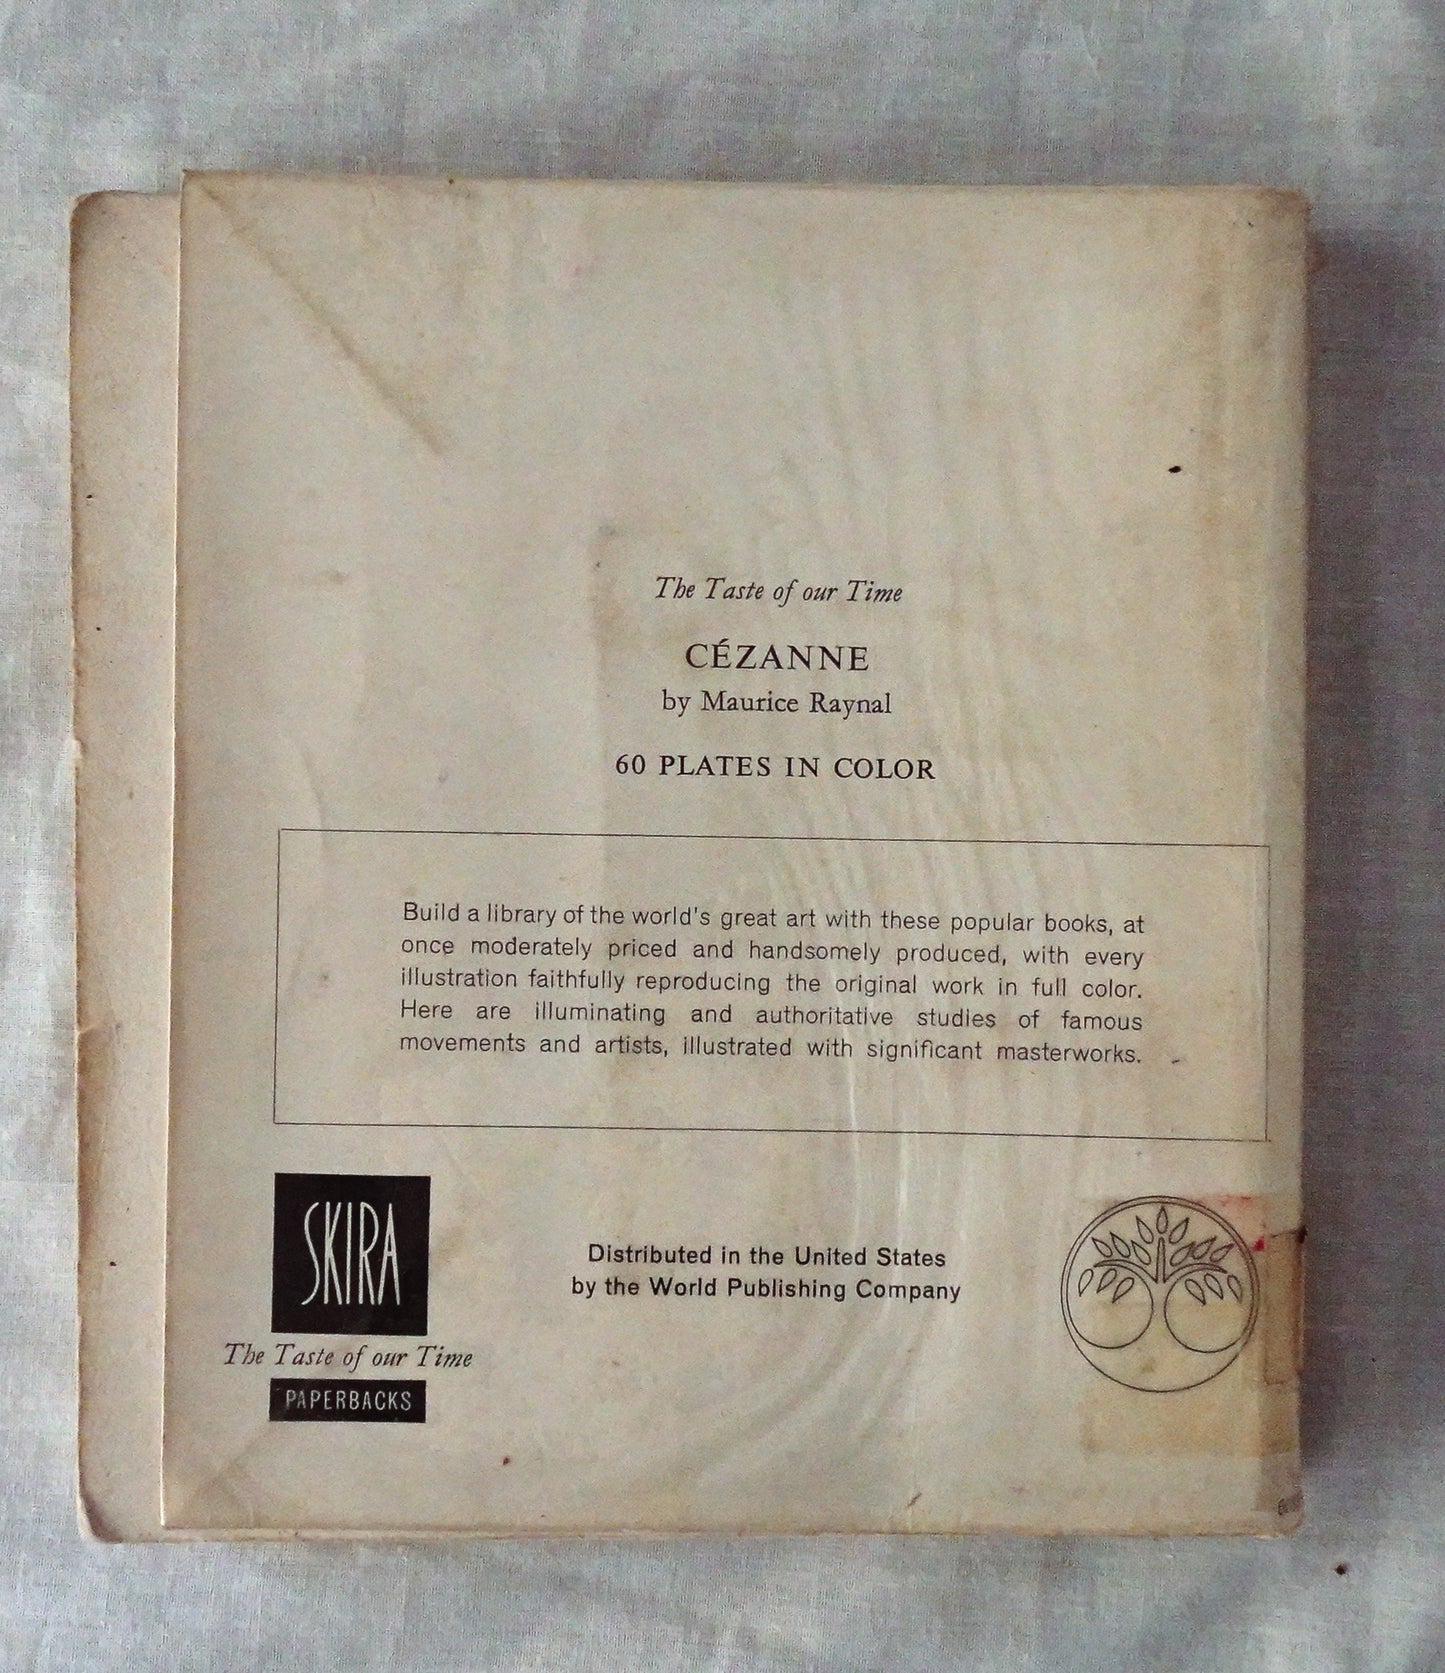 The Taste of our Time
CÉZANNE
by Maurice Raynal
60 PLATES IN COLOR
Build a library of the world's great art with these popular books, at
once moderately priced and handsomely produced, with every
illustration faithfully reproducing the original work in full color.
Here are illuminating and authoritative studies of famous
movements and artists, illustrated with significant masterworks.
SKIRA
The Taste of our Time
PAPERBACKS
Distributed in the United States
by the World Publishing Company